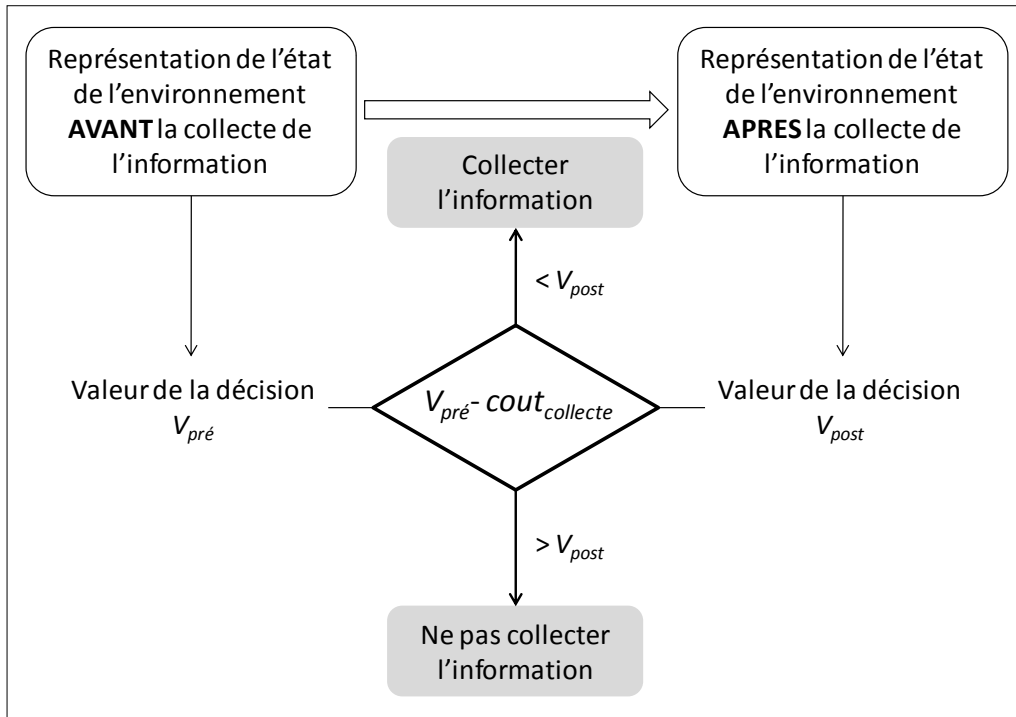 Représentation de l'état
de l'environnement
AVANT la collecte de
l'information
Représentation de l'état
de l'environnement
APRES la collecte de
l'information
Collecter
l'information
< Vpost
Valeur de la décision
Vpré
Vpré - coutcollecte
Valeur de la décision
Vpost
> Vpost
Ne pas collecter
l'information